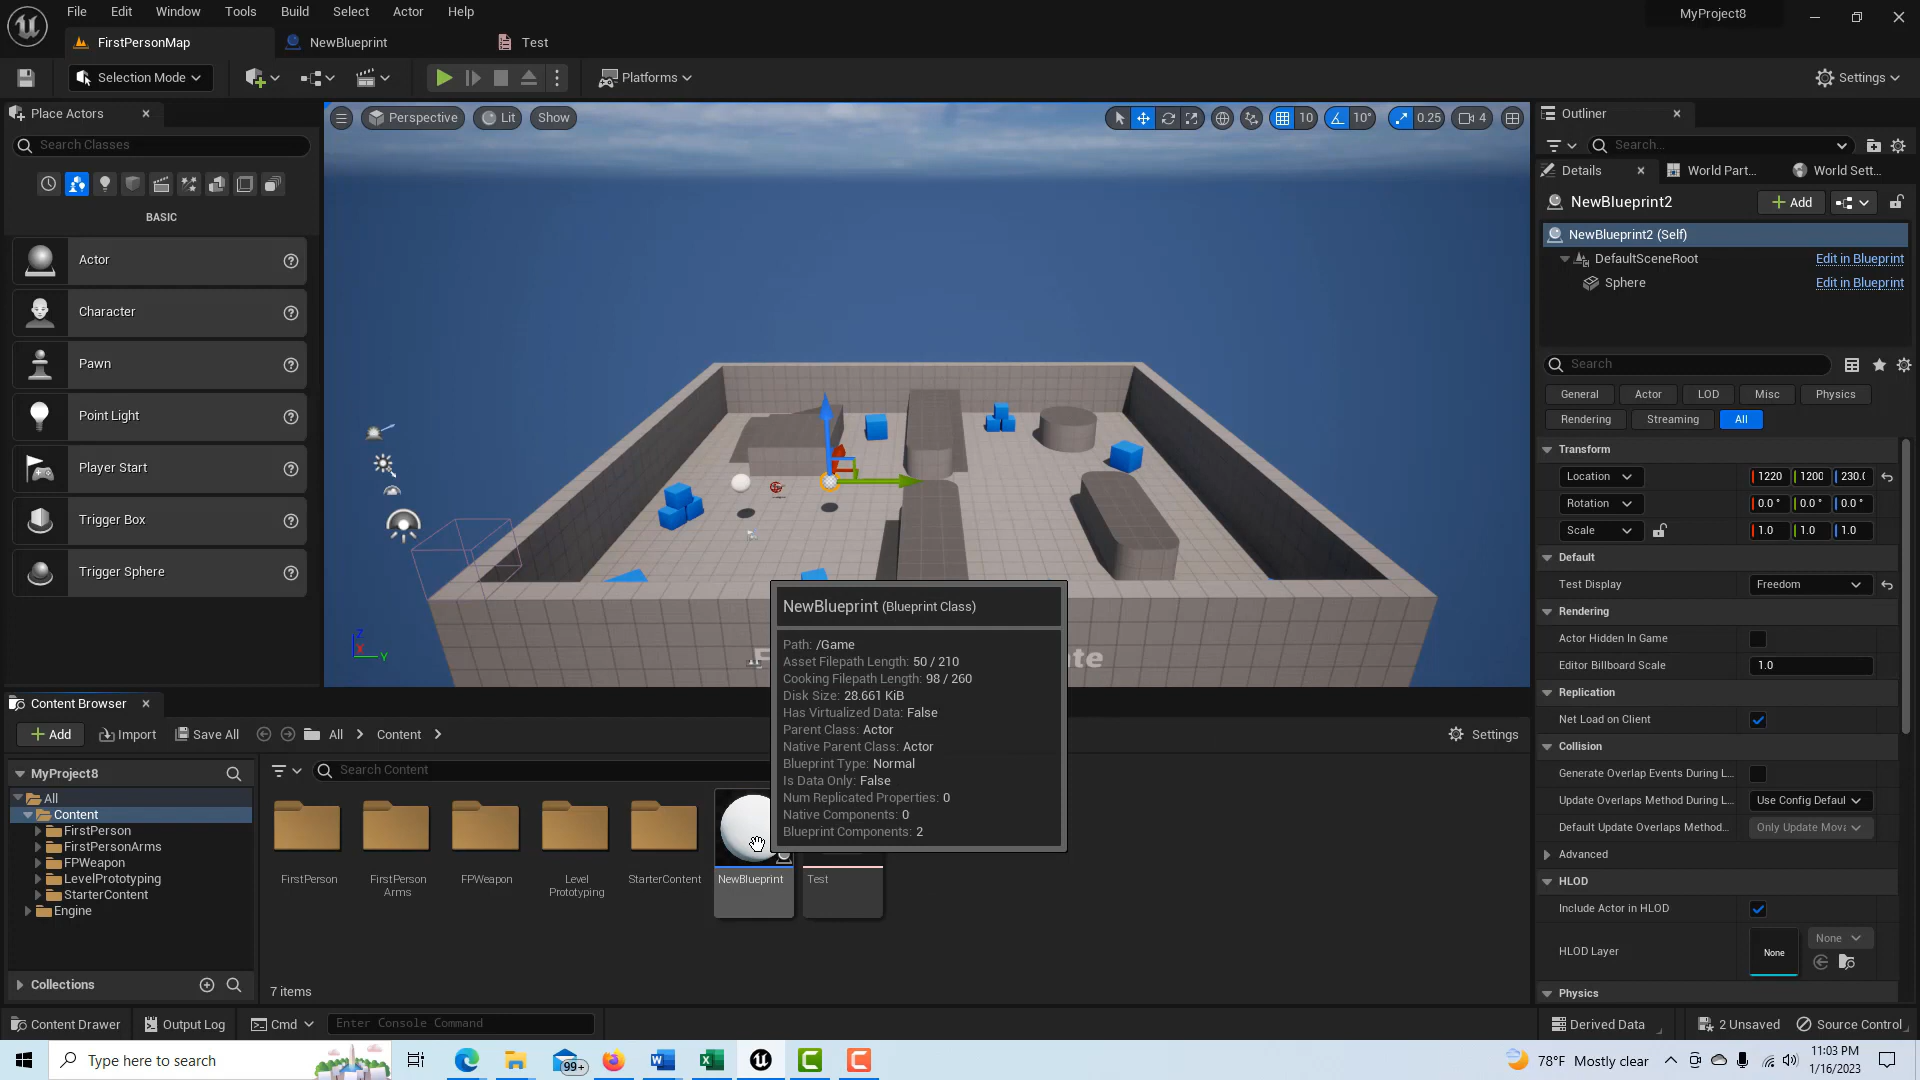 File Edit Window Tools Build Select Actor Help
MyProject8
FirstPersonMap
NewBlueprint
Test
Selection Mode
Platforms
Settings
Place Actors
Search Classes
BASIC
Actor
Character
Pawn
Point Light
Player Start
Trigger Box
Trigger Sphere
Perspective
Lit
Show
10
10°
0.25
4
Z
X
Y
Outliner
Search...
Details
World Part...
World Sett...
NewBlueprint2
Add
NewBlueprint2 (Self)
DefaultSceneRoot
Edit in Blueprint
Sphere
Edit in Blueprint
Search
General
Actor
LOD
Misc
Physics
Rendering
Streaming
All
Transform
Location
1220
1200
230.0
Rotation
0.0 °
0.0 °
0.0 °
Scale
1.0
1.0
1.0
Default
Test Display
Freedom
Rendering
Actor Hidden In Game
Editor Billboard Scale
1.0
Replication
Net Load on Client
Collision
Generate Overlap Events During L...
Update Overlaps Method During L...
Use Config Defaul
Default Update Overlaps Method...
Only Update Mova
Advanced
HLOD
Include Actor in HLOD
HLOD Layer
None
None
Physics
NewBlueprint (Blueprint Class)
Path: /Game
Asset Filepath Length: 50 / 210
Cooking Filepath Length: 98 / 260
Disk Size: 28.661 KiB
Has Virtualized Data: False
Parent Class: Actor
Native Parent Class: Actor
Blueprint Type: Normal
Is Data Only: False
Num Replicated Properties: 0
Native Components: 0
Blueprint Components: 2
Content Browser
Add
Import
Save All
All
Content
Settings
MyProject8
Search Content
All
Content
FirstPerson
FirstPersonArms
FPWeapon
LevelPrototyping
StarterContent
Engine
Collections
FirstPerson
FirstPerson
Arms
FPWeapon
Level
Prototyping
StarterContent
NewBlueprint
Test
7 items
Content Drawer
Output Log
Cmd
Enter Console Command
Derived Data
2 Unsaved
Source Control
Type here to search
99+
78°F Mostly clear
11:03 PM
1/16/2023